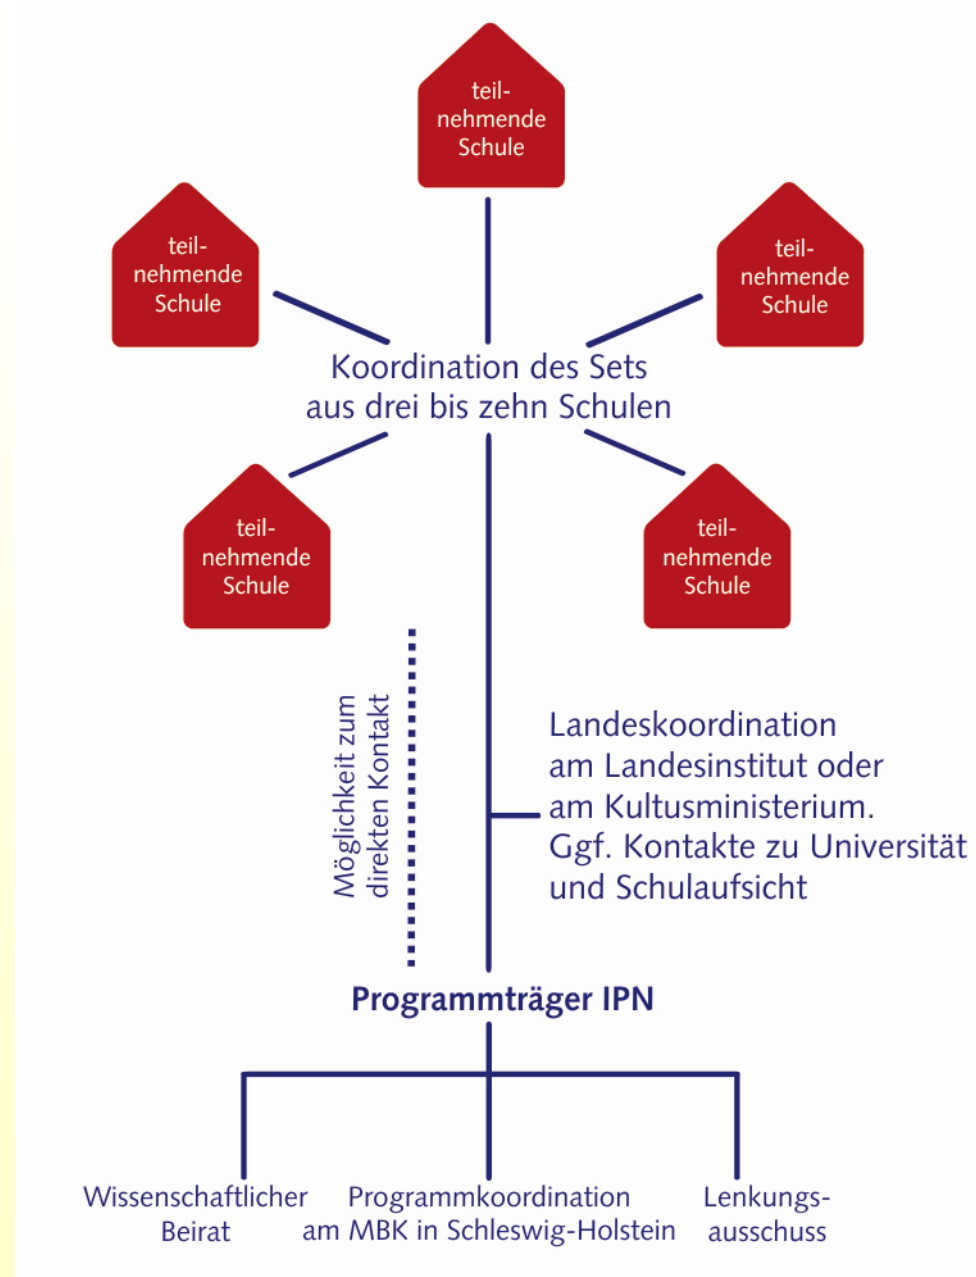 teil-
nehmende
Schule
teil-
nehmende
Schule
teil-
nehmende
Schule
Koordination des Sets
aus drei bis zehn Schulen
teil-
nehmende
Schule
teil-
nehmende
Schule
Möglichkeit zum
direkten Kontakt
Landeskoordination
am Landesinstitut oder
am Kultusministerium.
Ggf. Kontakte zu Universität
und Schulaufsicht
Programmträger IPN
Wissenschaftlicher
Beirat
Programmkoordination
am MBK in Schleswig-Holstein
Lenkungs-
ausschuss